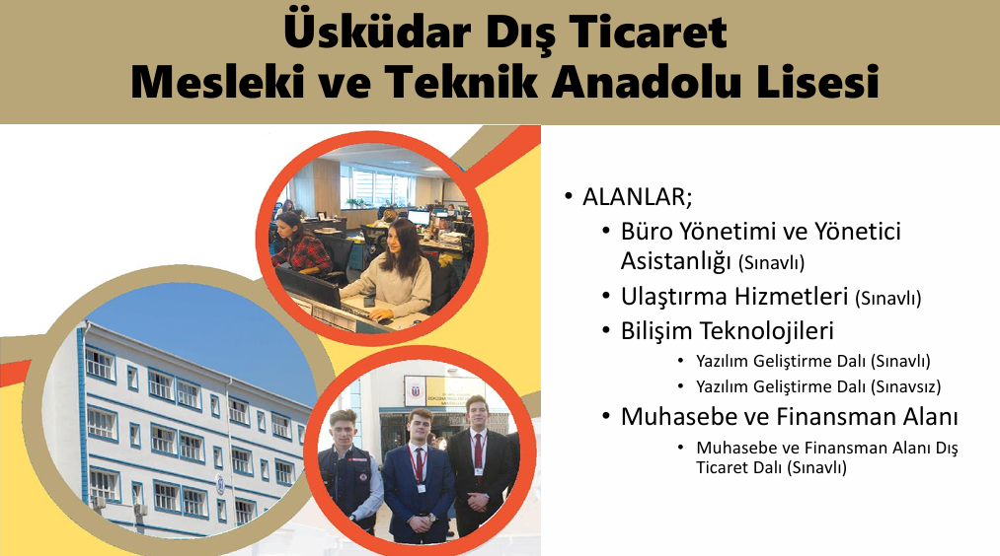 Üsküdar Dış Ticaret
Mesleki ve Teknik Anadolu Lisesi
• ALANLAR;
• Büro Yönetimi ve Yönetici
Asistanlığı (Sınavlı)
• Ulaştırma Hizmetleri (Sınavlı)
• Bilişim Teknolojileri
• Yazılım Geliştirme Dalı (Sınavlı)
• Yazılım Geliştirme Dalı (Sınavsız)
• Muhasebe ve Finansman Alanı
• Muhasebe ve Finansman Alanı Dış
Ticaret Dalı (Sınavlı)